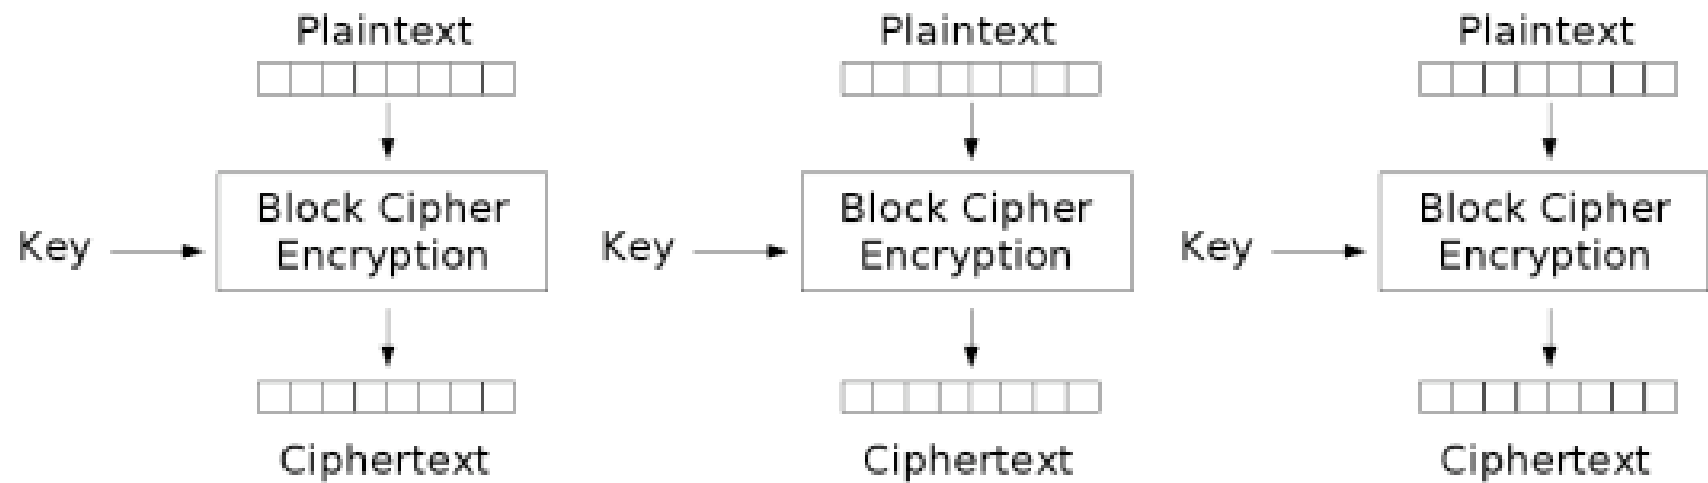 Plaintext Plaintext Plaintext
Block Cipher Block Cipher Block Cipher
Key Encryption Key Encryption Key Encryption
Ciphertext Ciphertext Ciphertext